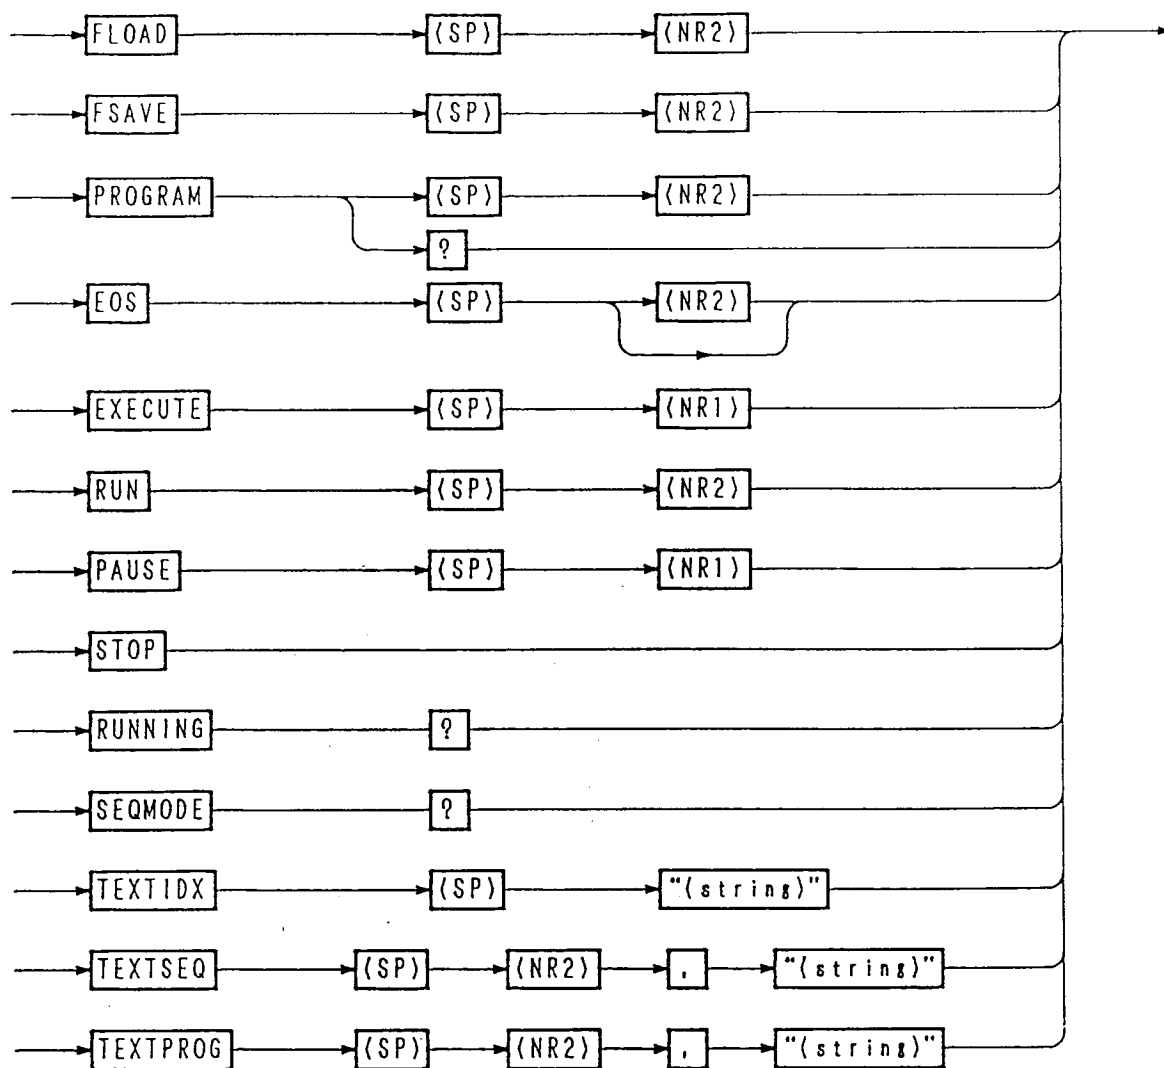 FLOAD (SP) (NR2)
FSAVE (SP) (NR2)
PROGRAM (SP) (NR2)
?
EOS (SP) (NR2)
EXECUTE (SP) (NR1)
RUN (SP) (NR2)
PAUSE (SP) (NR1)
STOP
RUNNING ?
SEQMODE ?
TEXTIDX (SP) "(string)"
TEXTSEQ (SP) (NR2) , "(string)"
TEXTPROG (SP) (NR2) , "(string)"